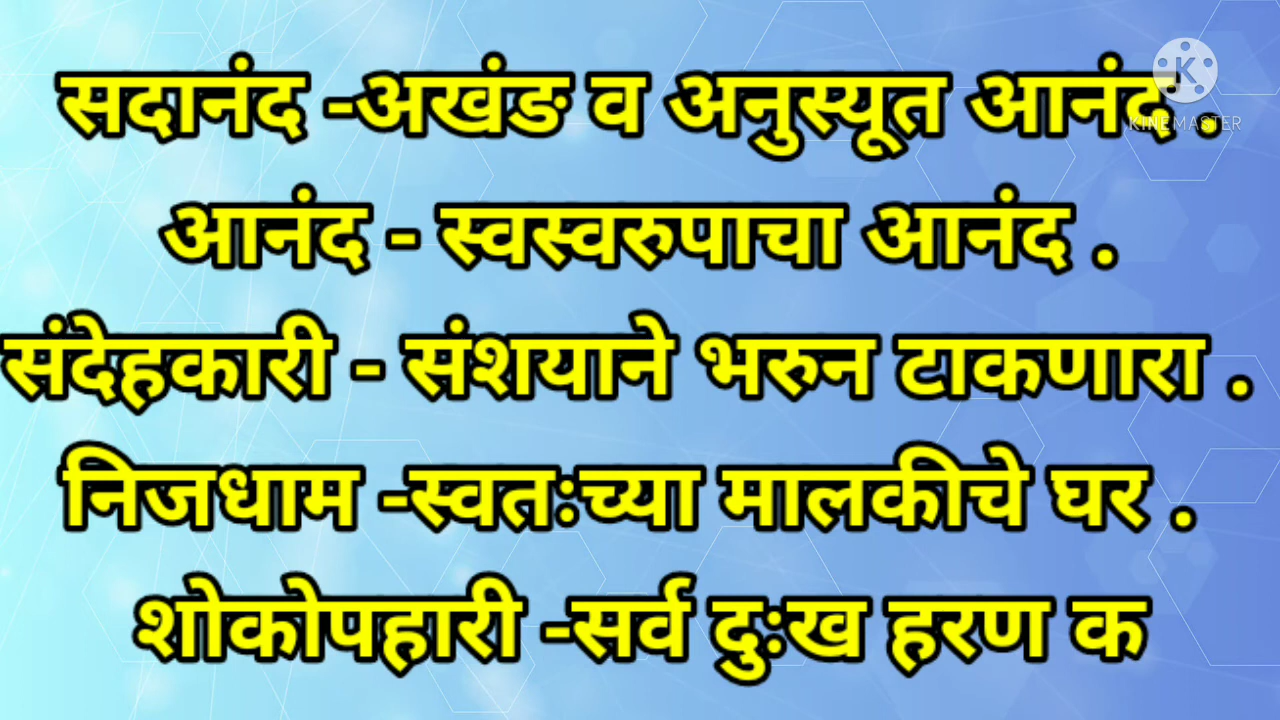 सदानंद -अखंङ व अनुस्यूत आनंद .
आनंद - स्वस्वरुपाचा आनंद .
संदेहकारी - संशयाने भरुन टाकणारा .
निजधाम -स्वतःच्या मालकीचे घर .
शोकोपहारी -सर्व दुःख हरण क
K
KINEMASTER